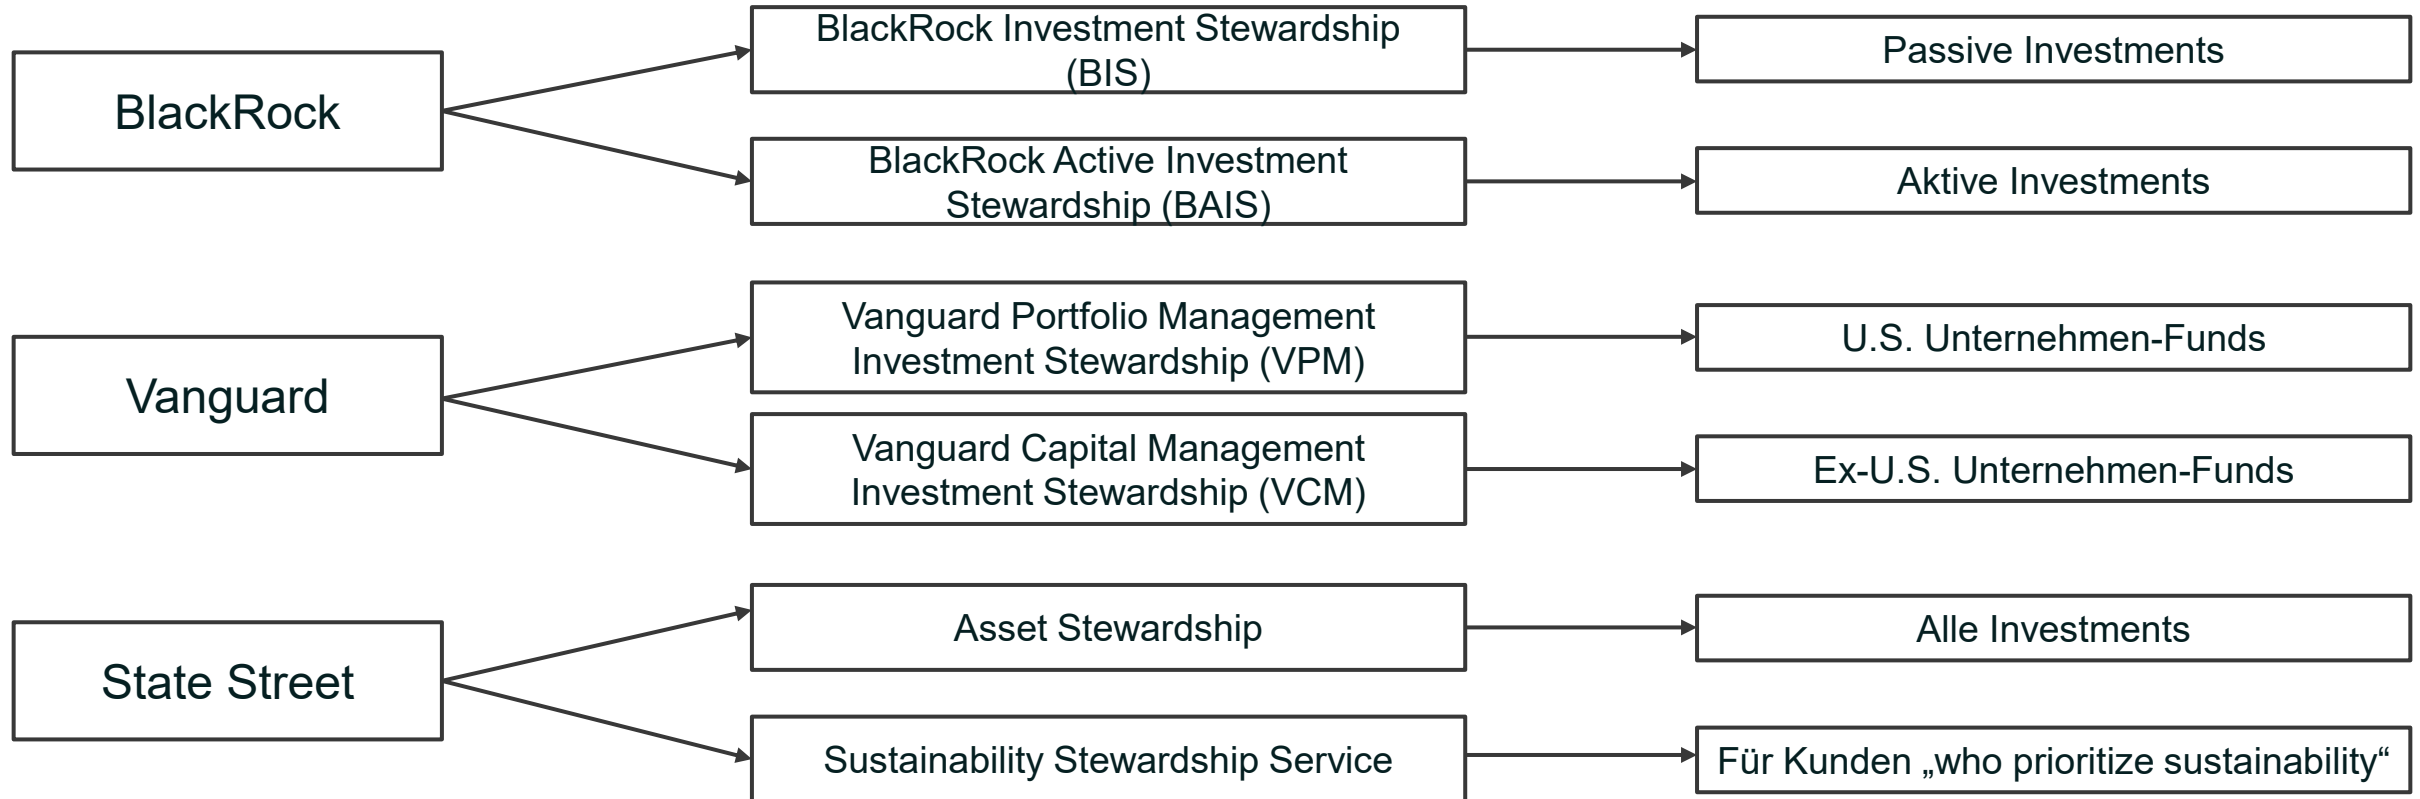 BlackRock
BlackRock Investment Stewardship
(BIS)
Passive Investments
BlackRock Active Investment
Stewardship (BAIS)
Aktive Investments
Vanguard
Vanguard Portfolio Management
Investment Stewardship (VPM)
U.S. Unternehmen-Funds
Vanguard Capital Management
Investment Stewardship (VCM)
Ex-U.S. Unternehmen-Funds
State Street
Asset Stewardship
Alle Investments
Sustainability Stewardship Service
Für Kunden „who prioritize sustainability“